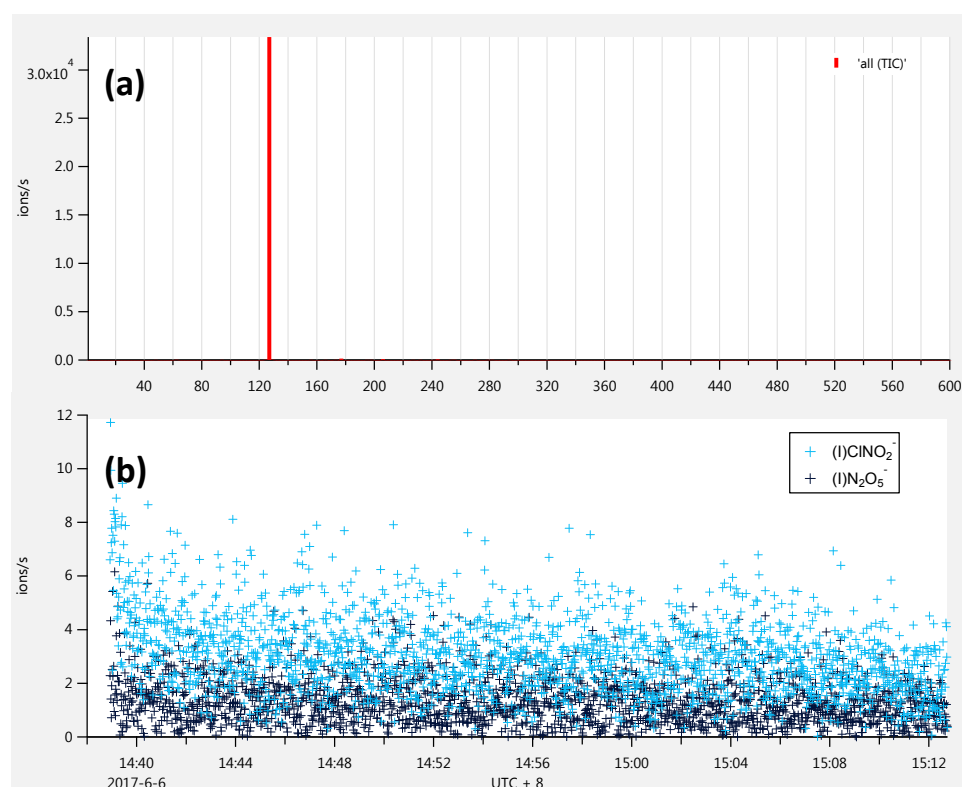 (a)
'all (TIC)'
3.0x10⁴
2.5
2.0
1.5
1.0
0.5
0.0
ions/s
40 80 120 160 200 240 280 320 360 400 440 480 520 560 600
(b)
(I)ClNO₂⁻
(I)N₂O₅⁻
12
10
8
6
4
2
0
ions/s
14:40 14:44 14:48 14:52 14:56 15:00 15:04 15:08 15:12
2017-6-6 UTC + 8